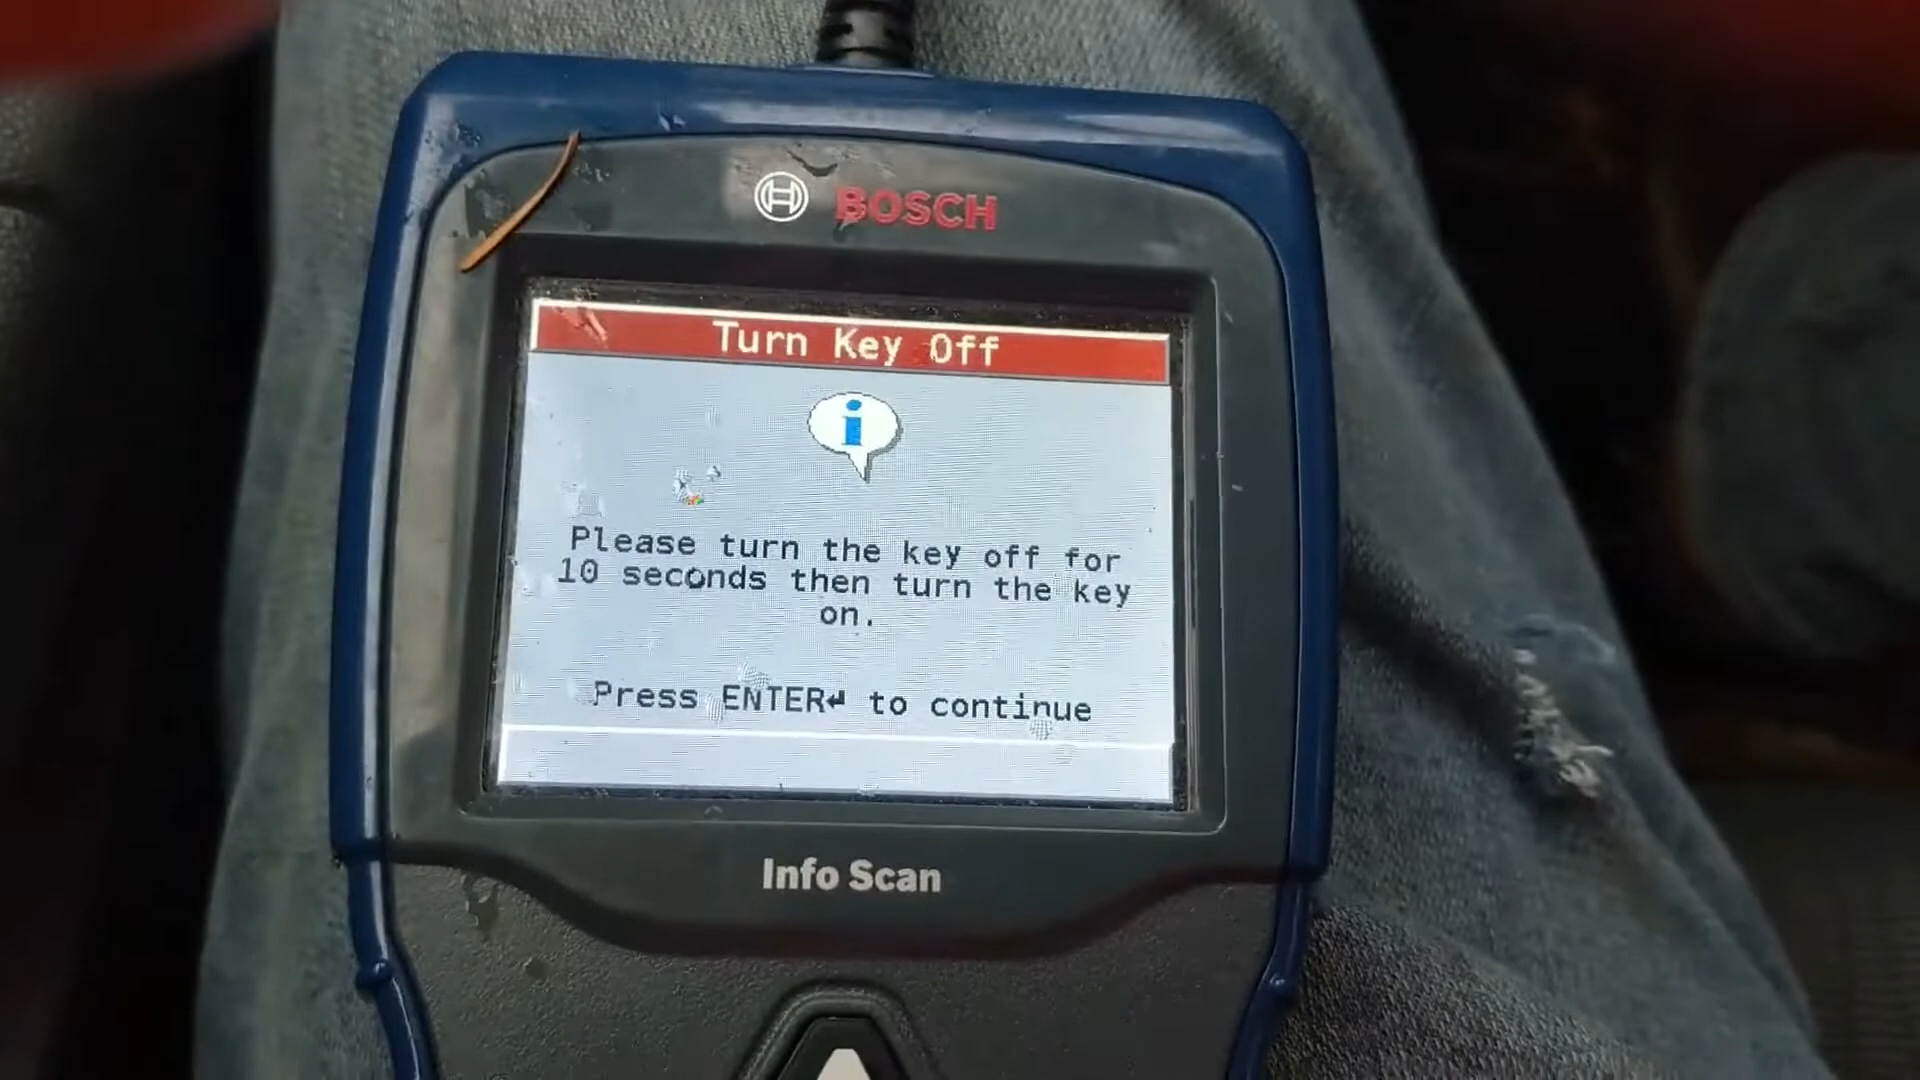 BOSCH
Turn Key Off
Please turn the key off for
10 seconds then turn the key
on.
Press ENTER↵ to continue
Info Scan